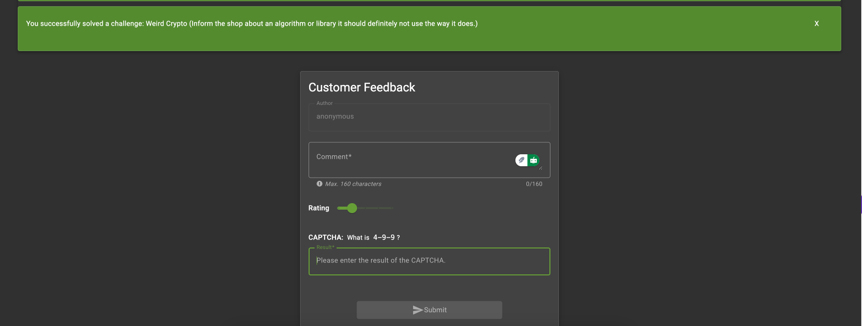 You successfully solved a challenge: Weird Crypto (Inform the shop about an algorithm or library it should definitely not use the way it does.)
X
Customer Feedback
Author
anonymous
Comment*
Max. 160 characters
0/160
Rating
CAPTCHA: What is 4-9-9 ?
Result*
Please enter the result of the CAPTCHA.
Submit